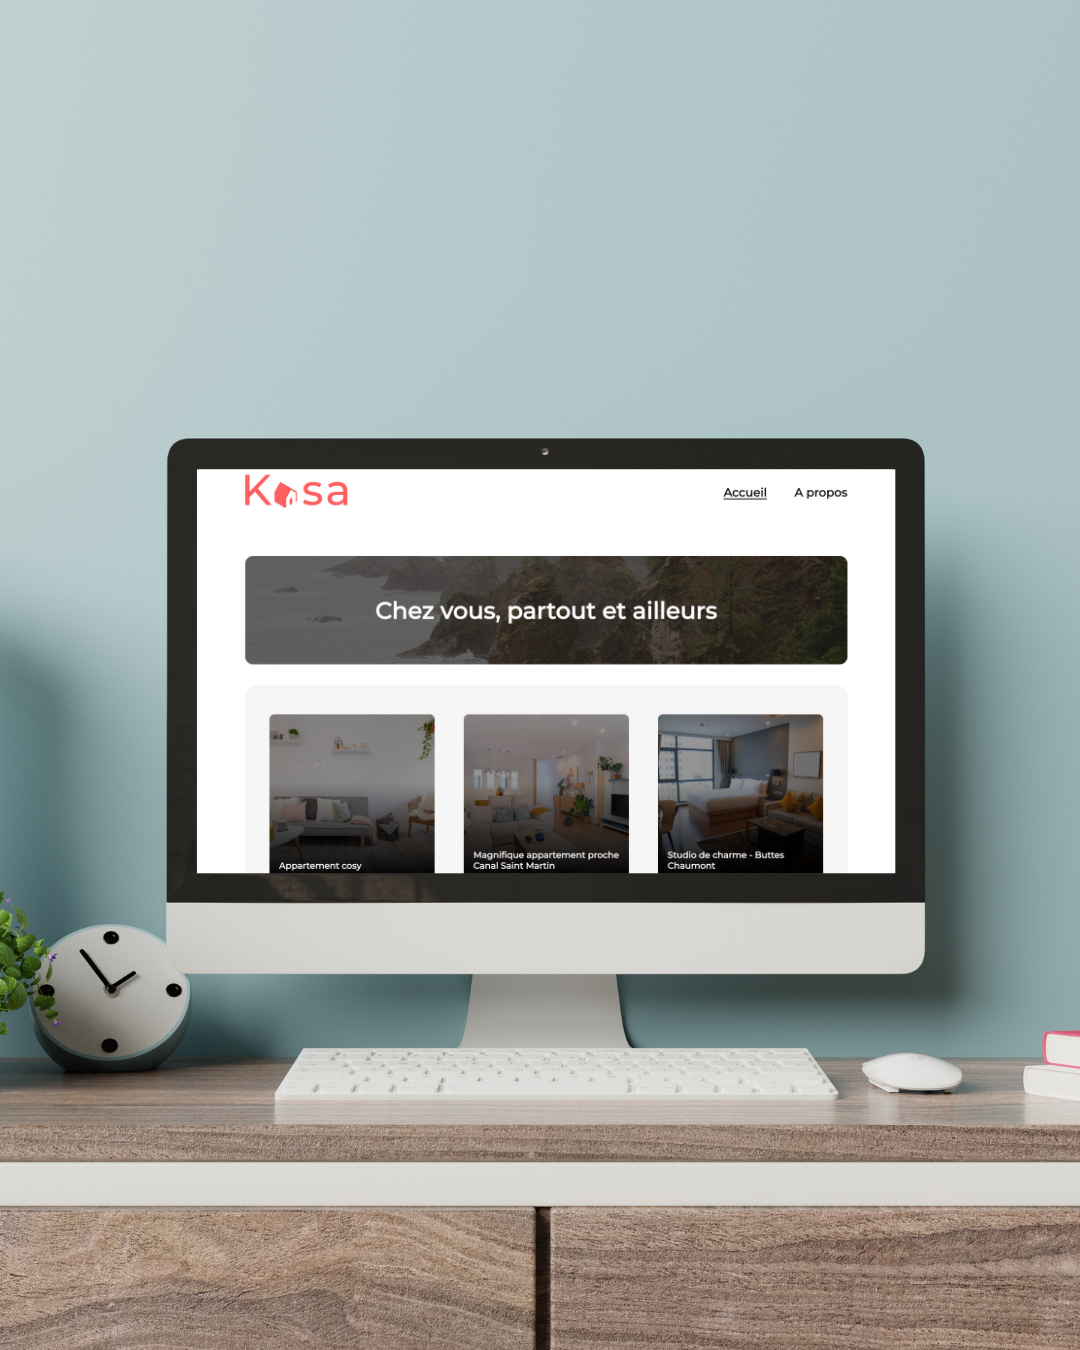 Kasa
Accueil
A propos
Chez vous, partout et ailleurs
Appartement cosy
Magnifique appartement proche
Canal Saint Martin
Studio de charme - Buttes
Chaumont